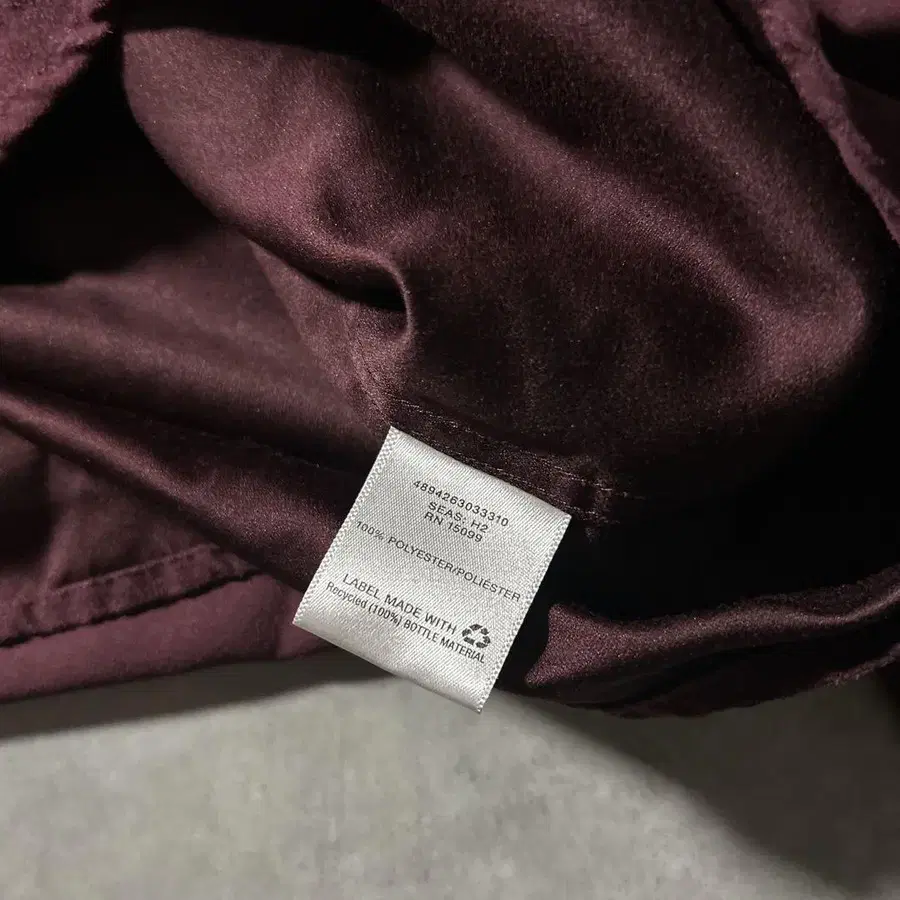 4894263033310
SEAS: H2
RN 15099
100% POLYESTER/POLIESTER
LABEL MADE WITH
Recycled (100%) BOTTLE MATERIAL